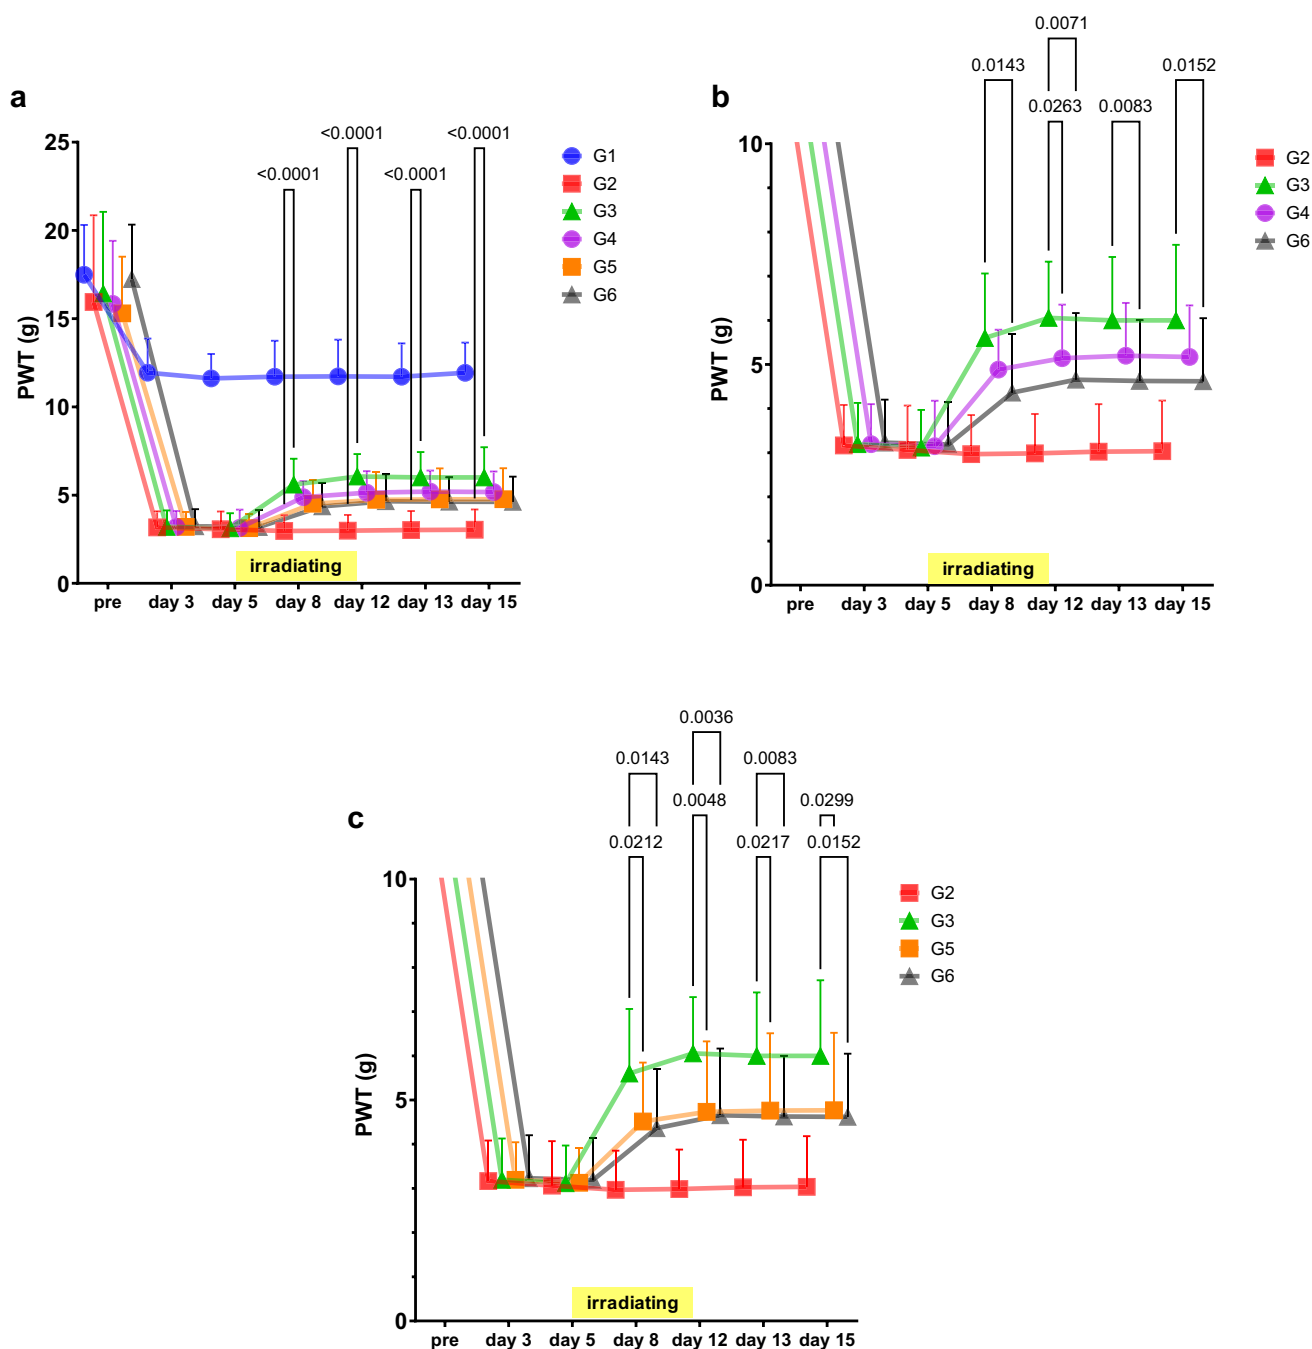 a
<0.0001
<0.0001
<0.0001
<0.0001
25
20
15
10
5
0
PWT (g)
irradiating
pre
day 3
day 5
day 8
day 12
day 13
day 15
G1
G2
G3
G4
G5
G6
b
0.0071
0.0143
0.0152
0.0263
0.0083
10
5
0
PWT (g)
irradiating
pre
day 3
day 5
day 8
day 12
day 13
day 15
G2
G3
G4
G6
c
0.0036
0.0143
0.0083
0.0048
0.0299
0.0212
0.0217
0.0152
10
5
0
PWT (g)
irradiating
pre
day 3
day 5
day 8
day 12
day 13
day 15
G2
G3
G5
G6